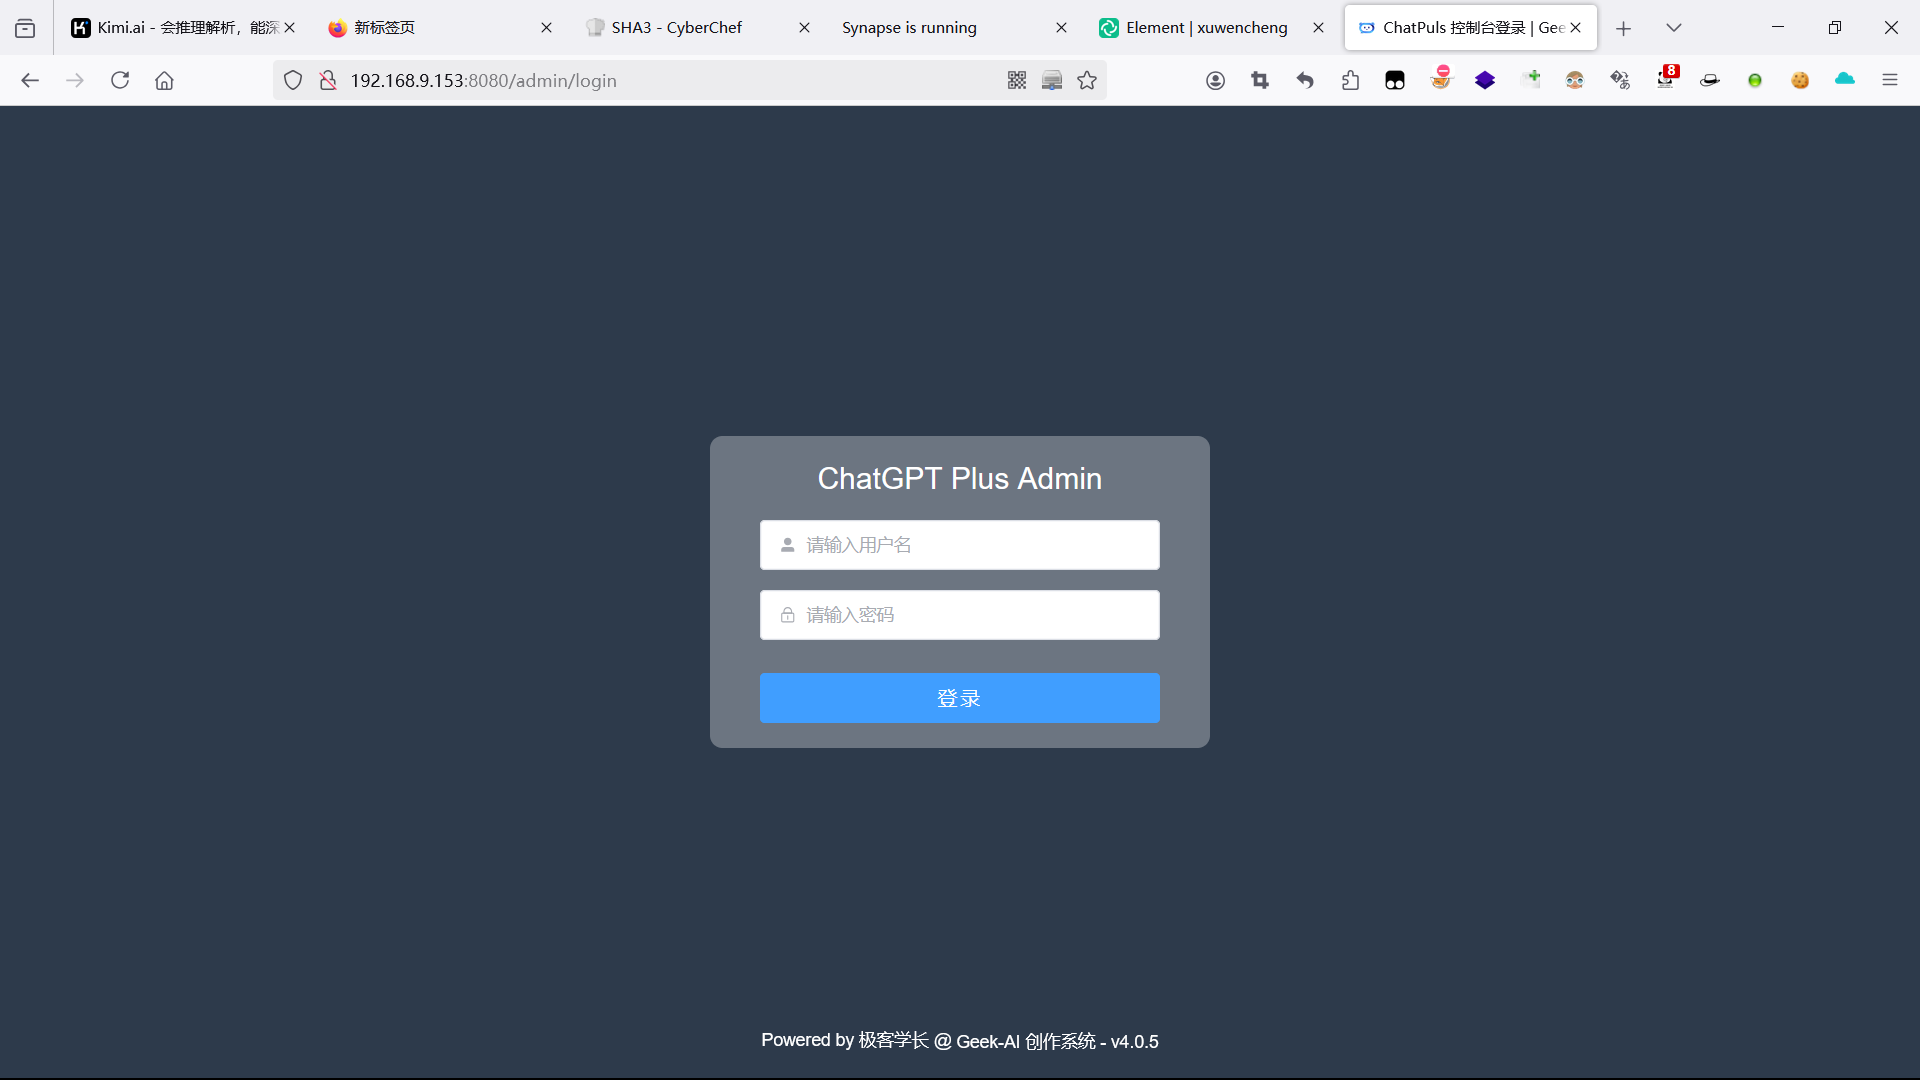 Kimi.ai - 会推理解析，能深
新标签页
SHA3 - CyberChef
Synapse is running
Element | xuwencheng
ChatPuls 控制台登录 | Gee
192.168.9.153:8080/admin/login
8
ChatGPT Plus Admin
请输入用户名
请输入密码
登录
Powered by 极客学长 @ Geek-AI 创作系统 - v4.0.5